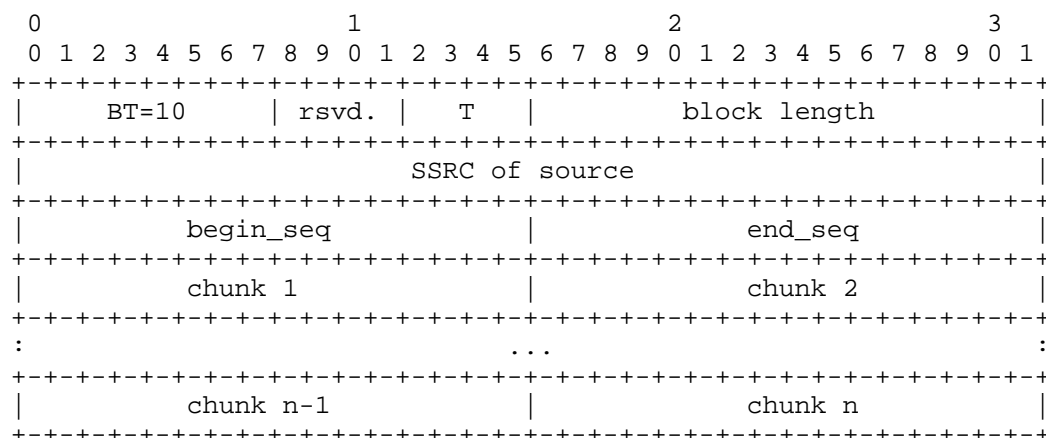 0                   1                   2                   3
 0 1 2 3 4 5 6 7 8 9 0 1 2 3 4 5 6 7 8 9 0 1 2 3 4 5 6 7 8 9 0 1
+-+-+-+-+-+-+-+-+-+-+-+-+-+-+-+-+-+-+-+-+-+-+-+-+-+-+-+-+-+-+-+-+
|     BT=10     | rsvd. |   T   |         block length          |
+-+-+-+-+-+-+-+-+-+-+-+-+-+-+-+-+-+-+-+-+-+-+-+-+-+-+-+-+-+-+-+-+
|                        SSRC of source                         |
+-+-+-+-+-+-+-+-+-+-+-+-+-+-+-+-+-+-+-+-+-+-+-+-+-+-+-+-+-+-+-+-+
|          begin_seq            |             end_seq           |
+-+-+-+-+-+-+-+-+-+-+-+-+-+-+-+-+-+-+-+-+-+-+-+-+-+-+-+-+-+-+-+-+
|          chunk 1              |             chunk 2           |
+-+-+-+-+-+-+-+-+-+-+-+-+-+-+-+-+-+-+-+-+-+-+-+-+-+-+-+-+-+-+-+-+
:                              ...                              :
+-+-+-+-+-+-+-+-+-+-+-+-+-+-+-+-+-+-+-+-+-+-+-+-+-+-+-+-+-+-+-+-+
|          chunk n-1            |             chunk n           |
+-+-+-+-+-+-+-+-+-+-+-+-+-+-+-+-+-+-+-+-+-+-+-+-+-+-+-+-+-+-+-+-+